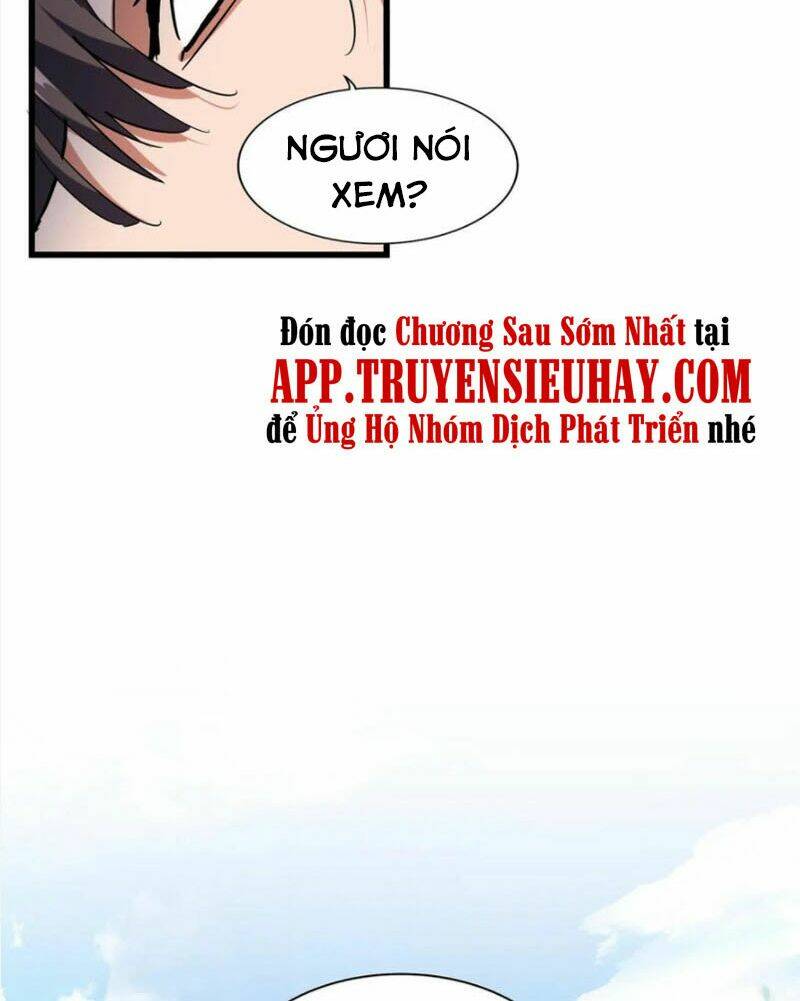 NGƯƠI NÓI
XEM?
Đón đọc Chương Sau Sớm Nhất tại
APP.TRUYENSIEUHAY.COM
để Ủng Hộ Nhóm Dịch Phát Triển nhé